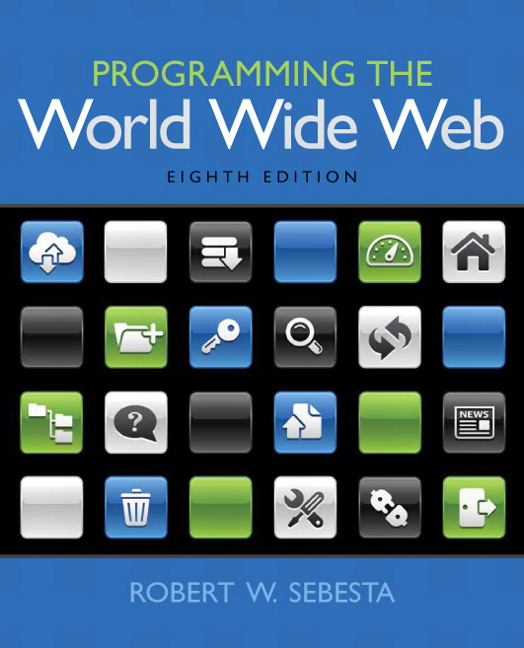 PROGRAMMING THE
World Wide Web
EIGHTH EDITION
?
NEWS
ROBERT W. SEBESTA